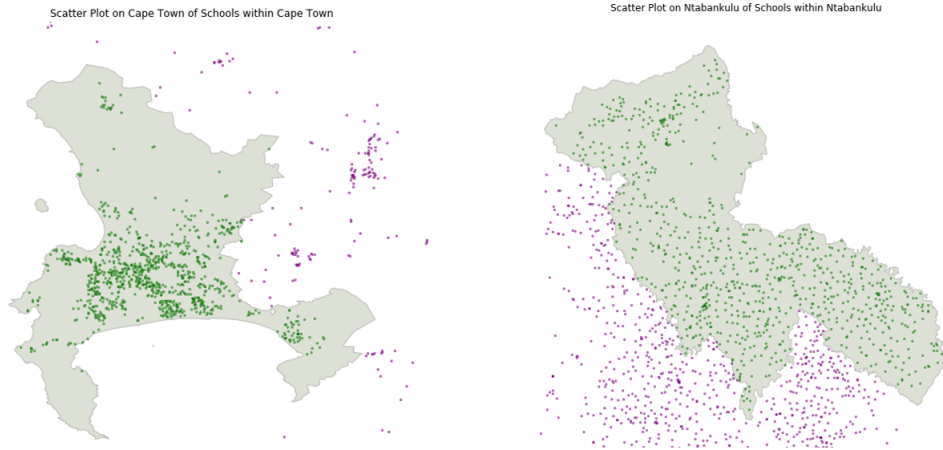 Scatter Plot on Cape Town of Schools within Cape Town
Scatter Plot on Ntabankulu of Schools within Ntabankulu